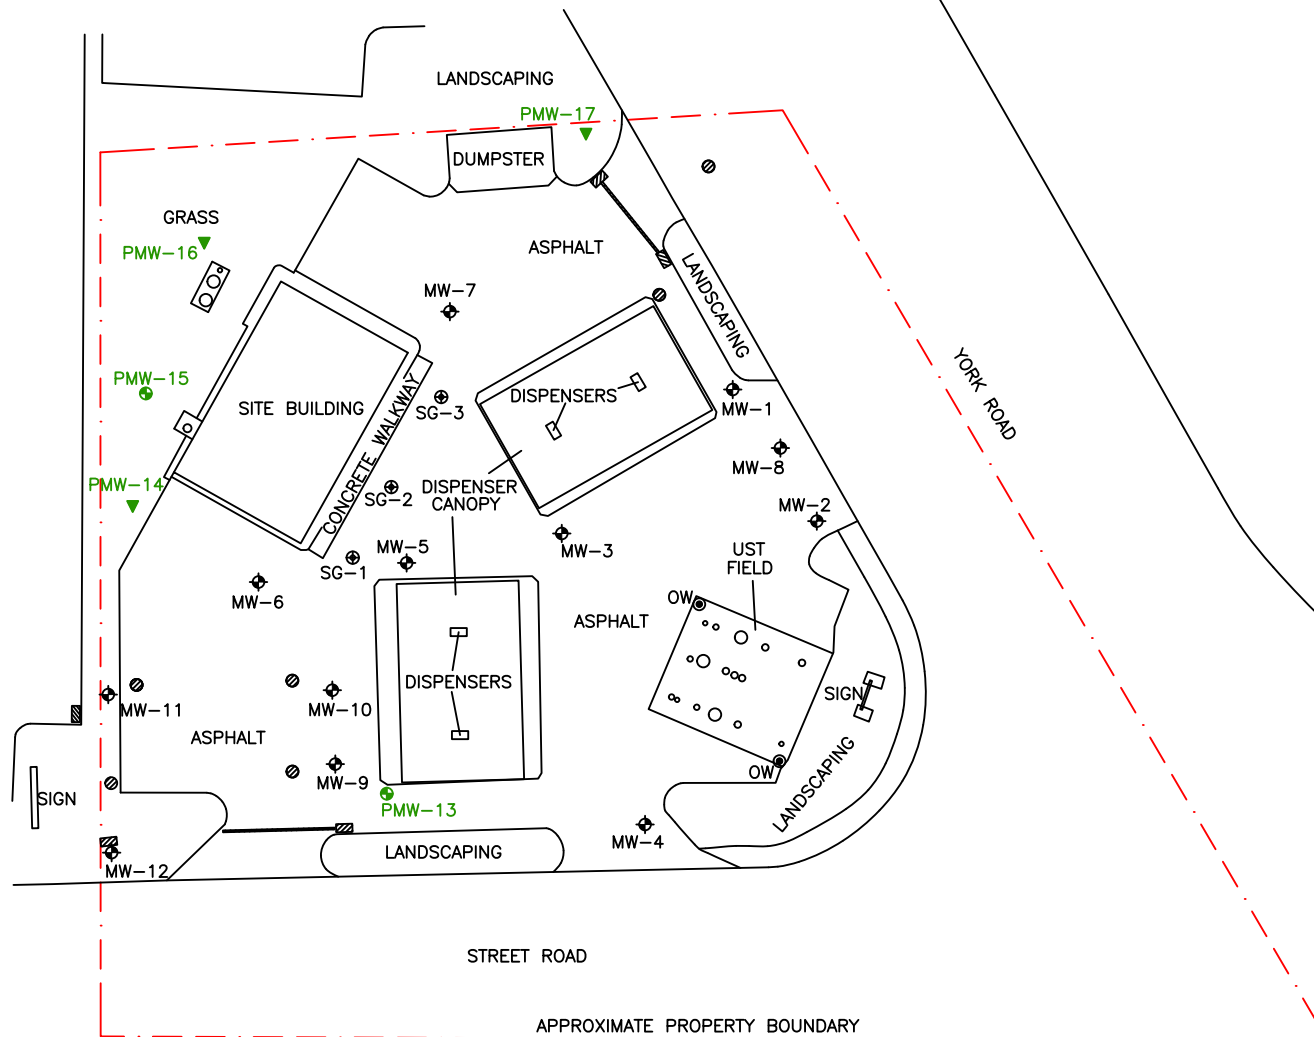 LANDSCAPING
PMW-17
DUMPSTER
GRASS
PMW-16
ASPHALT
LANDSCAPING
MW-7
YORK ROAD
PMW-15
SITE BUILDING
CONCRETE WALKWAY
SG-3
DISPENSERS
MW-1
MW-8
PMW-14
SG-2
DISPENSER
CANOPY
MW-2
MW-5
MW-3
SG-1
UST
FIELD
MW-6
OW
ASPHALT
DISPENSERS
SIGN
MW-11
MW-10
ASPHALT
OW
LANDSCAPING
MW-9
SIGN
PMW-13
MW-4
LANDSCAPING
MW-12
STREET ROAD
APPROXIMATE PROPERTY BOUNDARY